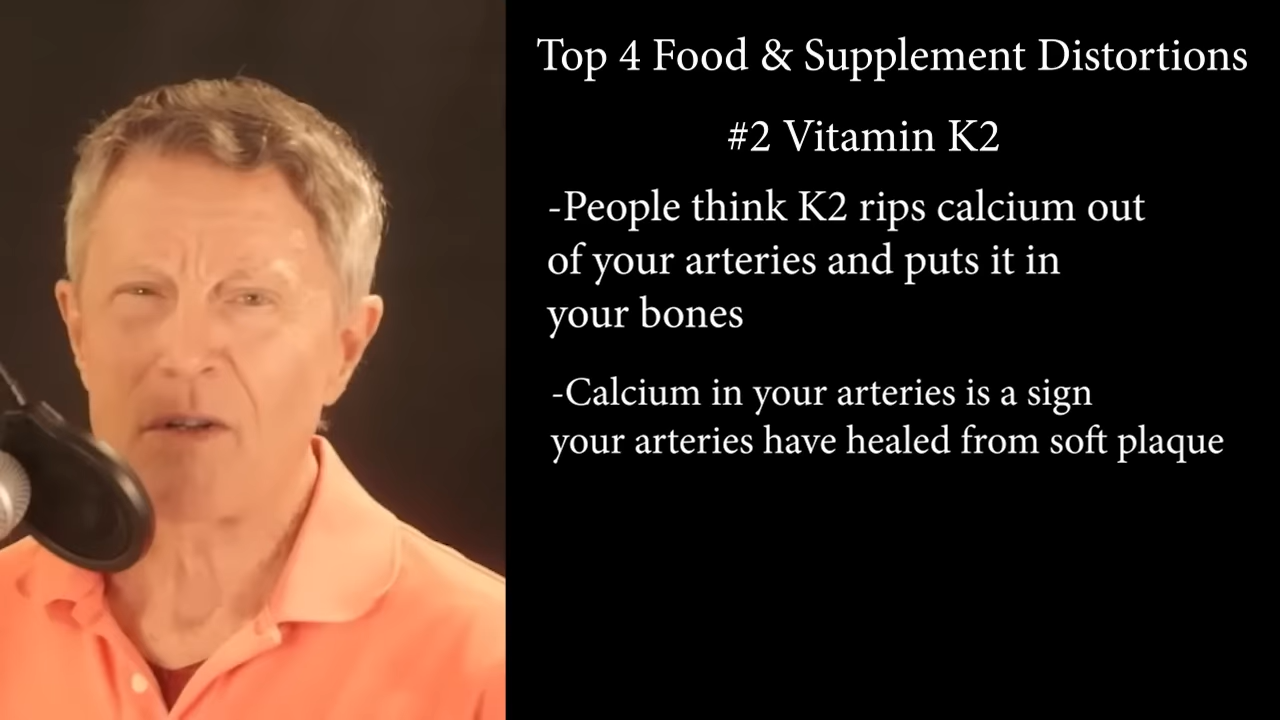 Top 4 Food & Supplement Distortions
#2 Vitamin K2
-People think K2 rips calcium out
of your arteries and puts it in
your bones
-Calcium in your arteries is a sign
your arteries have healed from soft plaque